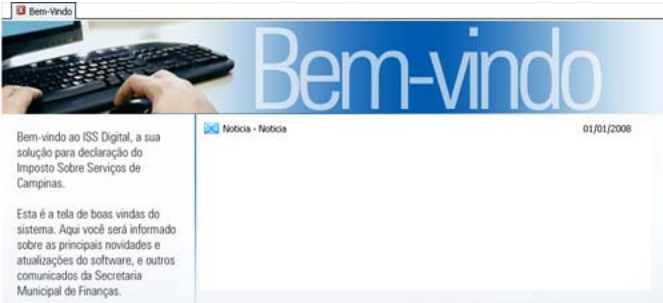 Bem-Vindo
Bem-vindo
Bem-vindo ao ISS Digital, a sua
solução para declaração do
Imposto Sobre Serviços de
Campinas.
Esta é a tela de boas vindas do
sistema. Aqui você será informado
sobre as principais novidades e
atualizações do software, e outros
comunicados da Secretaria
Municipal de Finanças.
Noticia - Noticia 01/01/2008